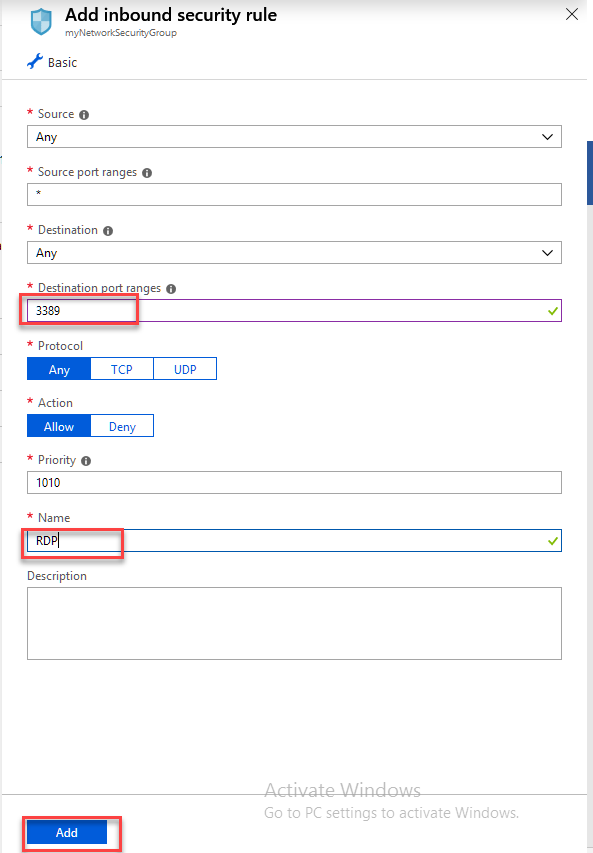 Add inbound security rule
myNetworkSecurityGroup
Basic
* Source
Any
* Source port ranges
*
* Destination
Any
* Destination port ranges
3389
* Protocol
Any TCP UDP
* Action
Allow Deny
* Priority
1010
* Name
RDP
Description
Activate Windows
Go to PC settings to activate Windows.
Add